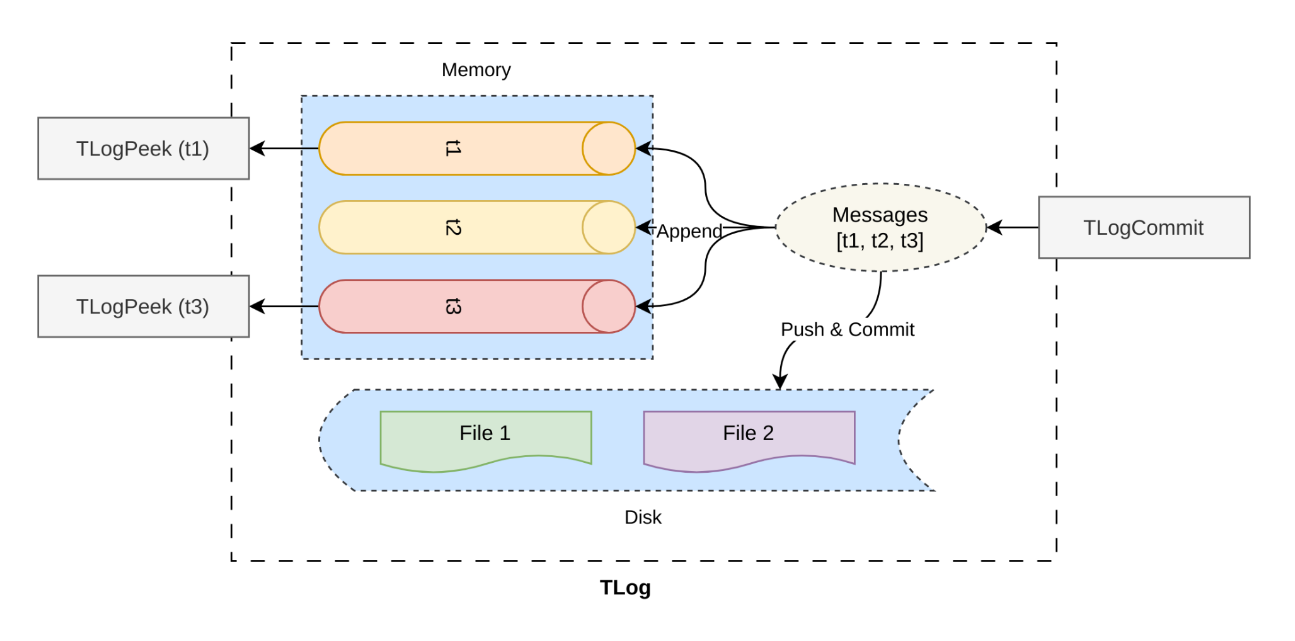 Memory
TLogPeek (t1)
t1
t2
Append
Messages
[t1, t2, t3]
TLogCommit
TLogPeek (t3)
t3
Push & Commit
File 1
File 2
Disk
TLog